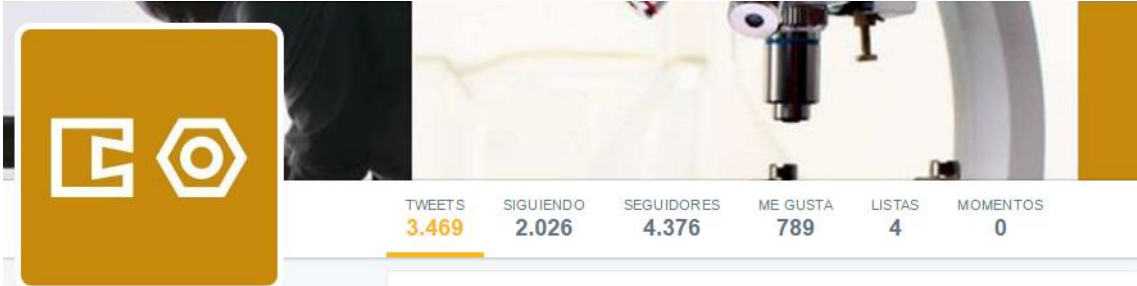 TWEETS SIGUIENDO SEGUIDORES ME GUSTA LISTAS MOMENTOS
3.469 2.026 4.376 789 4 0